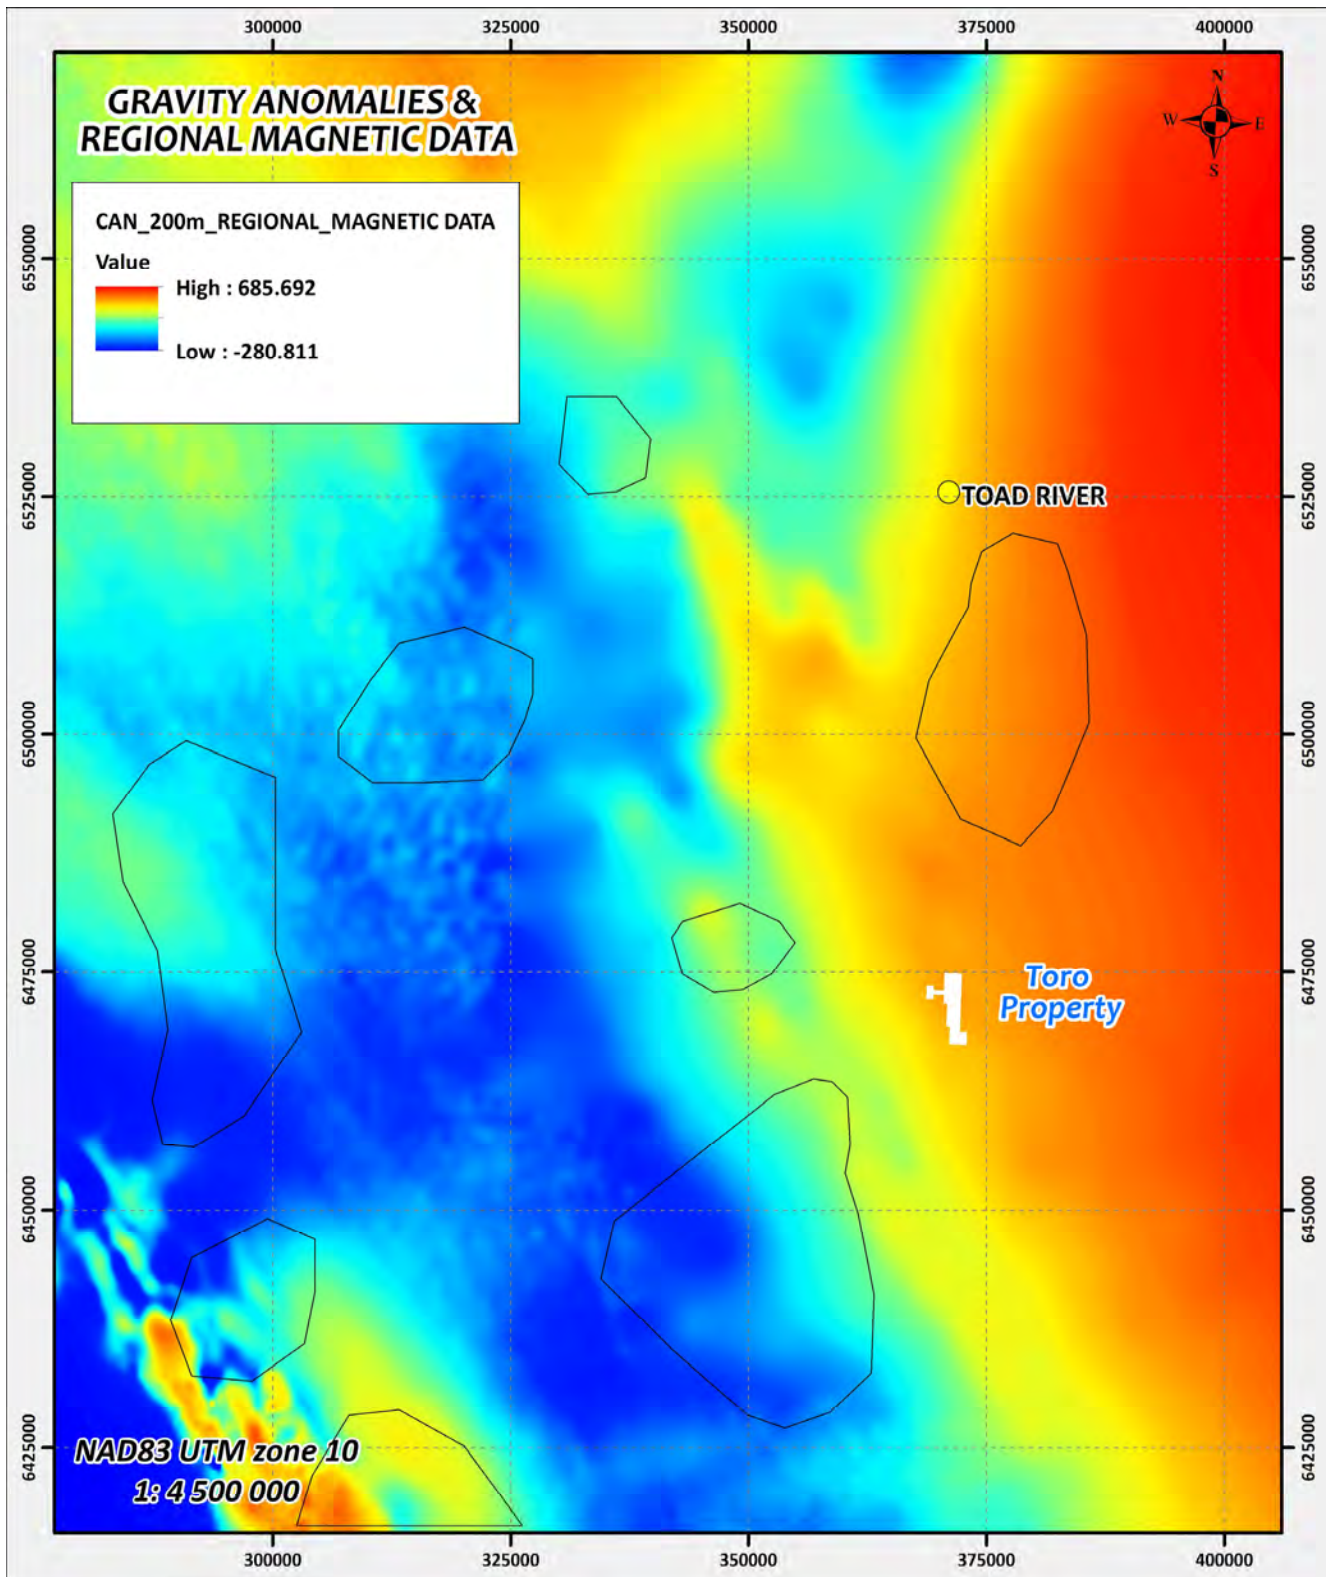 300000 325000 350000 375000 400000
GRAVITY ANOMALIES &
REGIONAL MAGNETIC DATA
N
W E
S
CAN_200m_REGIONAL_MAGNETIC DATA
Value
High : 685.692
Low : -280.811
6550000 6550000
6525000 6525000
TOAD RIVER
6500000 6500000
6475000 6475000
Toro
Property
6450000 6450000
6425000 6425000
NAD83 UTM zone 10
1: 4 500 000
300000 325000 350000 375000 400000